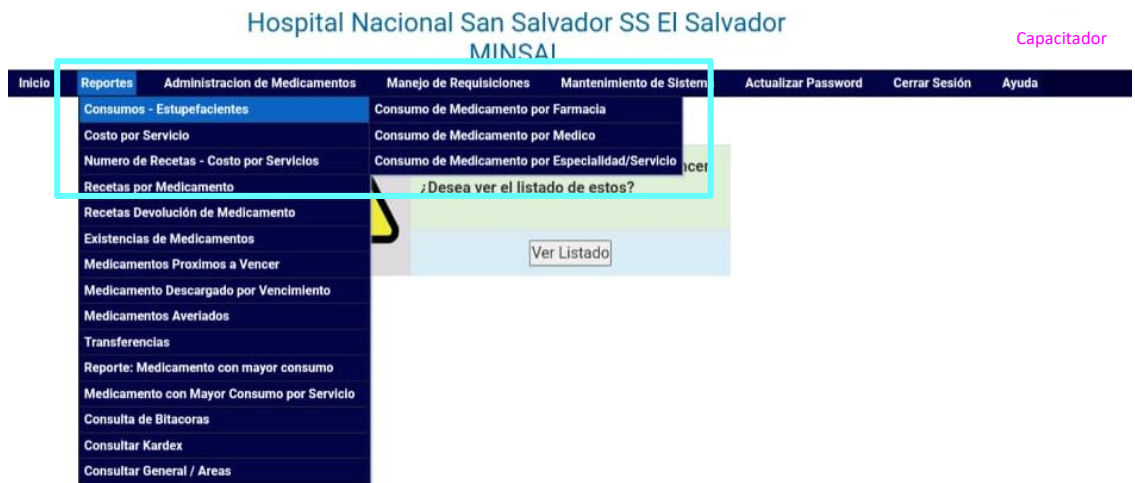 Hospital Nacional San Salvador SS El Salvador
MINSAL
Capacitador
Inicio Reportes Administracion de Medicamentos Manejo de Requisiciones Mantenimiento de Sistem Actualizar Password Cerrar Sesión Ayuda
Consumos - Estupefacientes
Consumo de Medicamento por Farmacia
Costo por Servicio
Consumo de Medicamento por Medico
Numero de Recetas - Costo por Servicios
Consumo de Medicamento por Especialidad/Servicio
Recetas por Medicamento
¿Desea ver el listado de estos?
Recetas Devolución de Medicamento
Existencias de Medicamentos
Ver Listado
Medicamentos Proximos a Vencer
Medicamento Descargado por Vencimiento
Medicamentos Averiados
Transferencias
Reporte: Medicamento con mayor consumo
Medicamento con Mayor Consumo por Servicio
Consulta de Bitacoras
Consultar Kardex
Consultar General / Areas